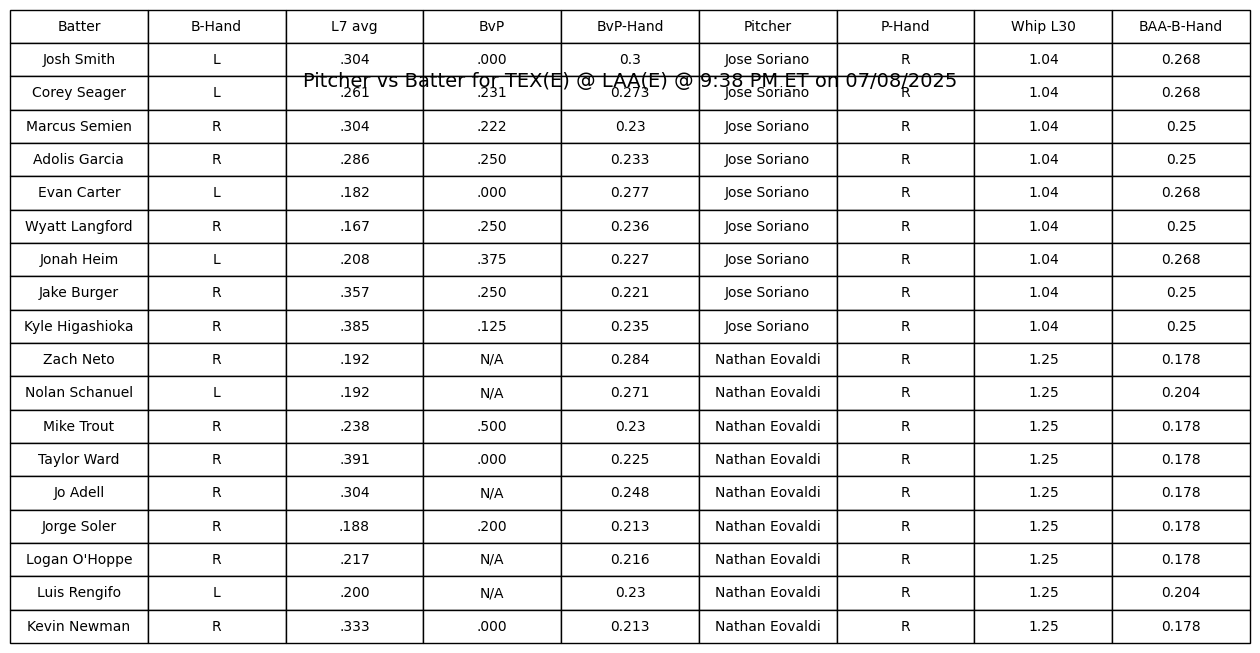 Batter B-Hand L7 avg BvP BvP-Hand Pitcher P-Hand Whip L30 BAA-B-Hand
Josh Smith L .304 .000 0.3 Jose Soriano R 1.04 0.268
Pitcher vs Batter for TEX(E) @ LAA(E) @ 9:38 PM ET on 07/08/2025
Corey Seager L .261 .231 0.273 Jose Soriano R 1.04 0.268
Marcus Semien R .304 .222 0.23 Jose Soriano R 1.04 0.25
Adolis Garcia R .286 .250 0.233 Jose Soriano R 1.04 0.25
Evan Carter L .182 .000 0.277 Jose Soriano R 1.04 0.268
Wyatt Langford R .167 .250 0.236 Jose Soriano R 1.04 0.25
Jonah Heim L .208 .375 0.227 Jose Soriano R 1.04 0.268
Jake Burger R .357 .250 0.221 Jose Soriano R 1.04 0.25
Kyle Higashioka R .385 .125 0.235 Jose Soriano R 1.04 0.25
Zach Neto R .192 N/A 0.284 Nathan Eovaldi R 1.25 0.178
Nolan Schanuel L .192 N/A 0.271 Nathan Eovaldi R 1.25 0.204
Mike Trout R .238 .500 0.23 Nathan Eovaldi R 1.25 0.178
Taylor Ward R .391 .000 0.225 Nathan Eovaldi R 1.25 0.178
Jo Adell R .304 N/A 0.248 Nathan Eovaldi R 1.25 0.178
Jorge Soler R .188 .200 0.213 Nathan Eovaldi R 1.25 0.178
Logan O'Hoppe R .217 N/A 0.216 Nathan Eovaldi R 1.25 0.178
Luis Rengifo L .200 N/A 0.23 Nathan Eovaldi R 1.25 0.204
Kevin Newman R .333 .000 0.213 Nathan Eovaldi R 1.25 0.178